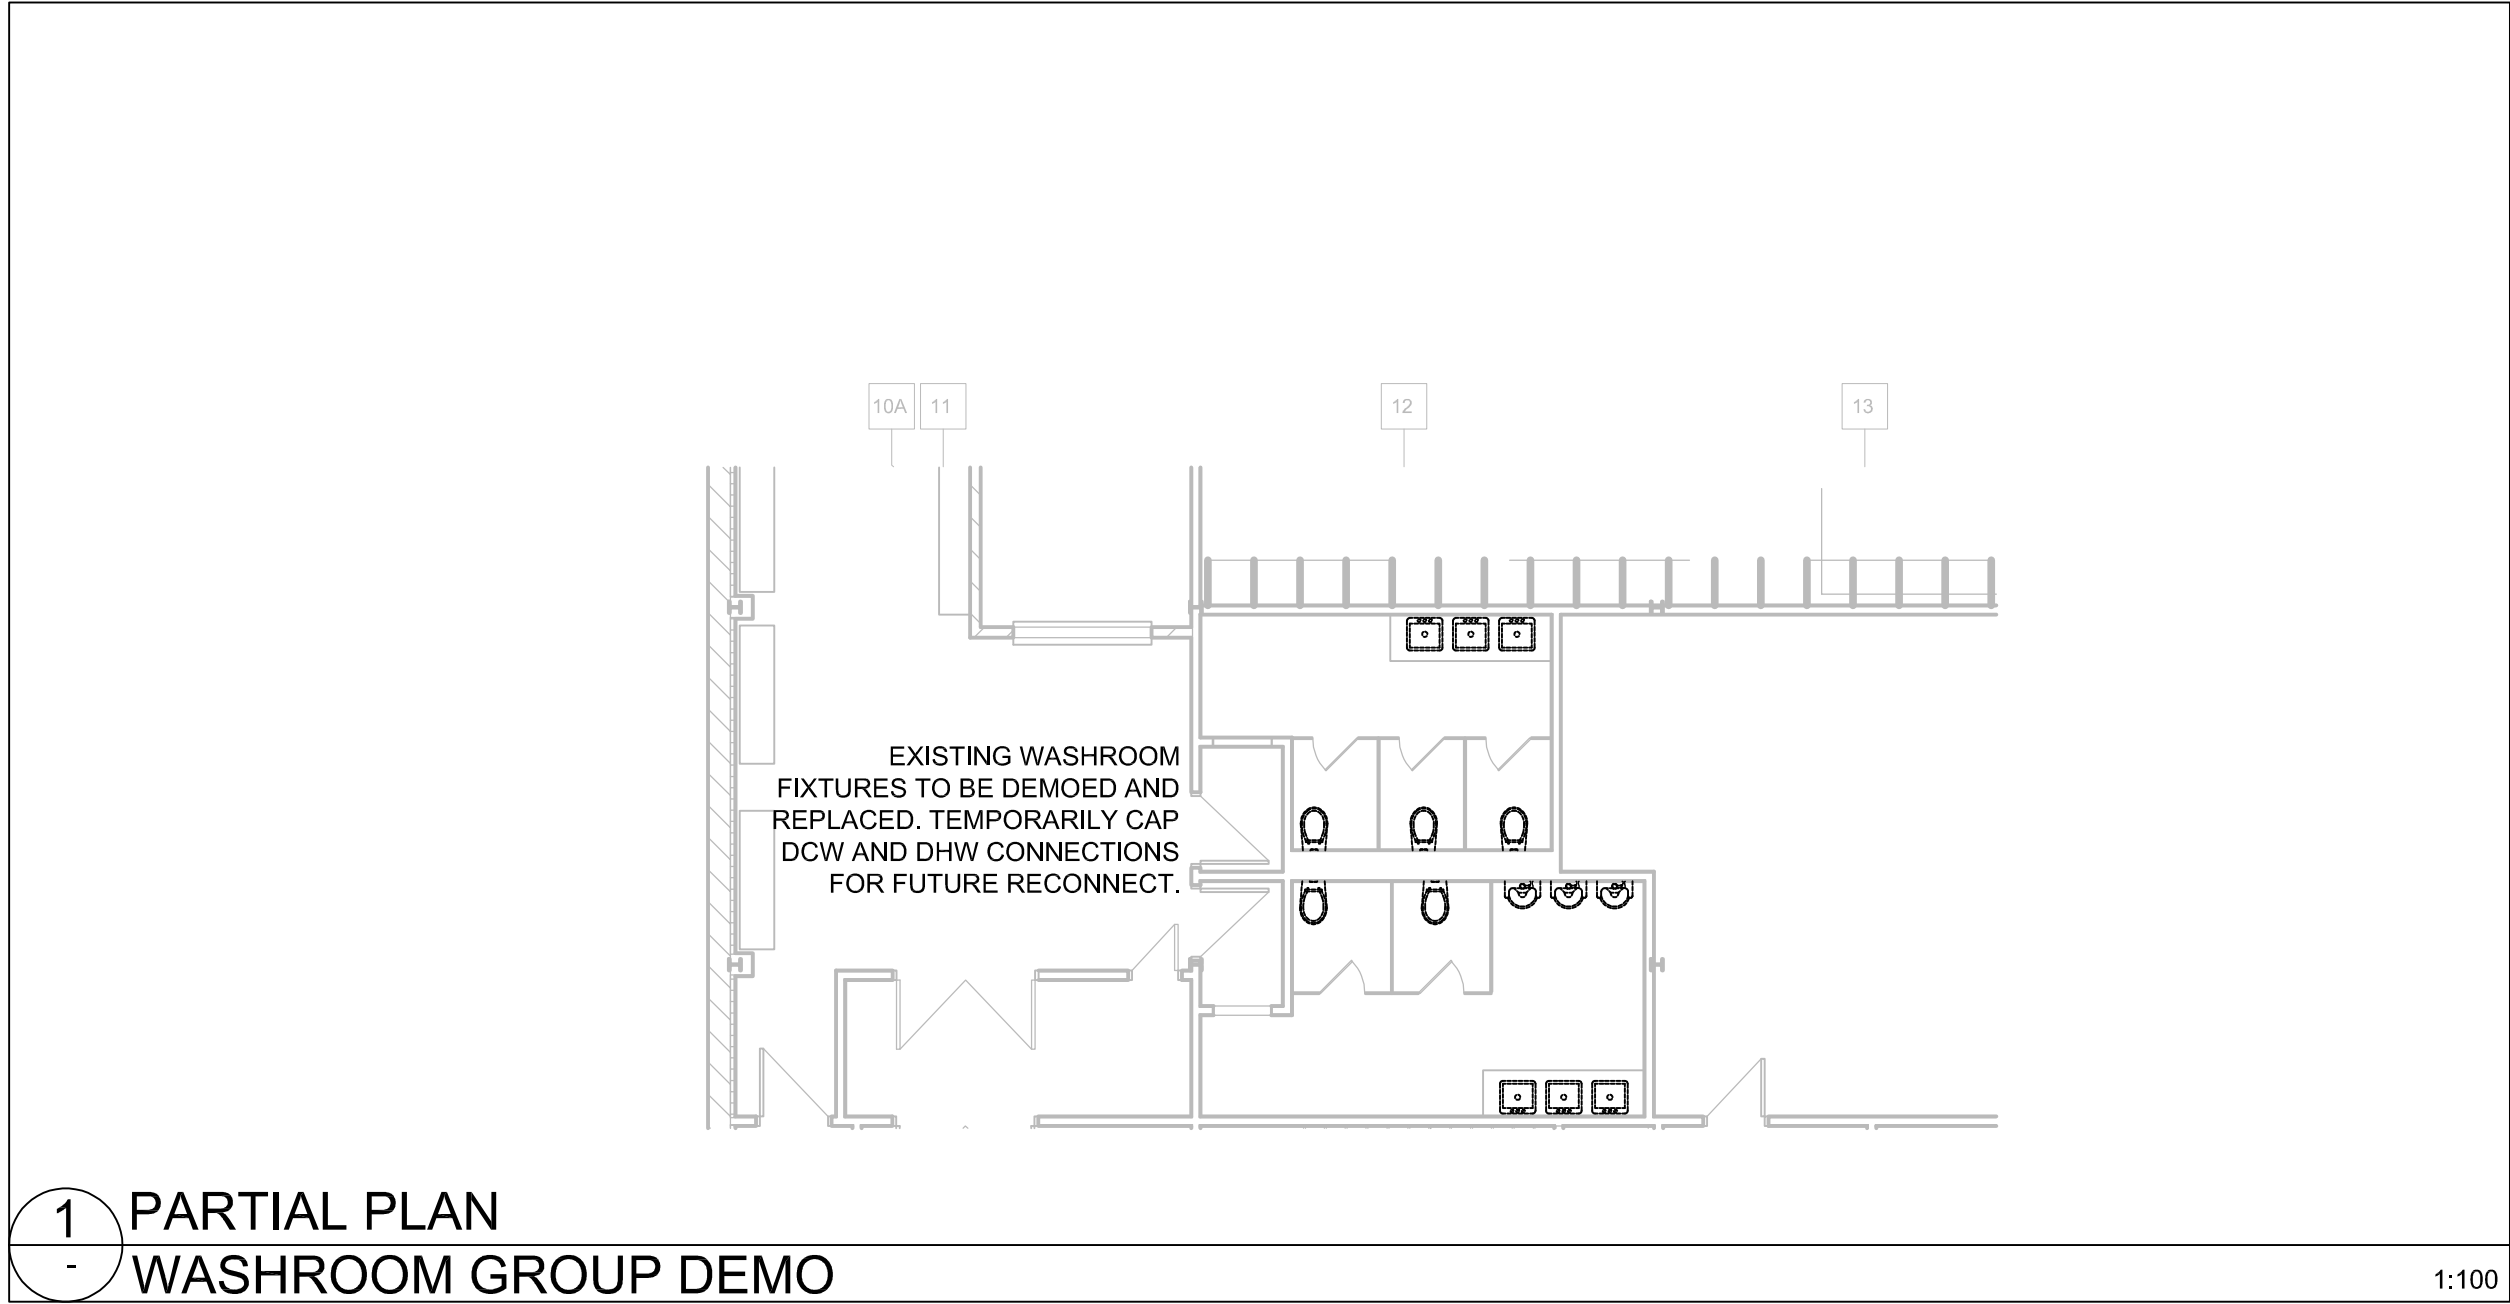 10A
11
12
13
EXISTING WASHROOM
FIXTURES TO BE DEMOED AND
REPLACED. TEMPORARILY CAP
DCW AND DHW CONNECTIONS
FOR FUTURE RECONNECT.
1
PARTIAL PLAN
-
WASHROOM GROUP DEMO
1:100